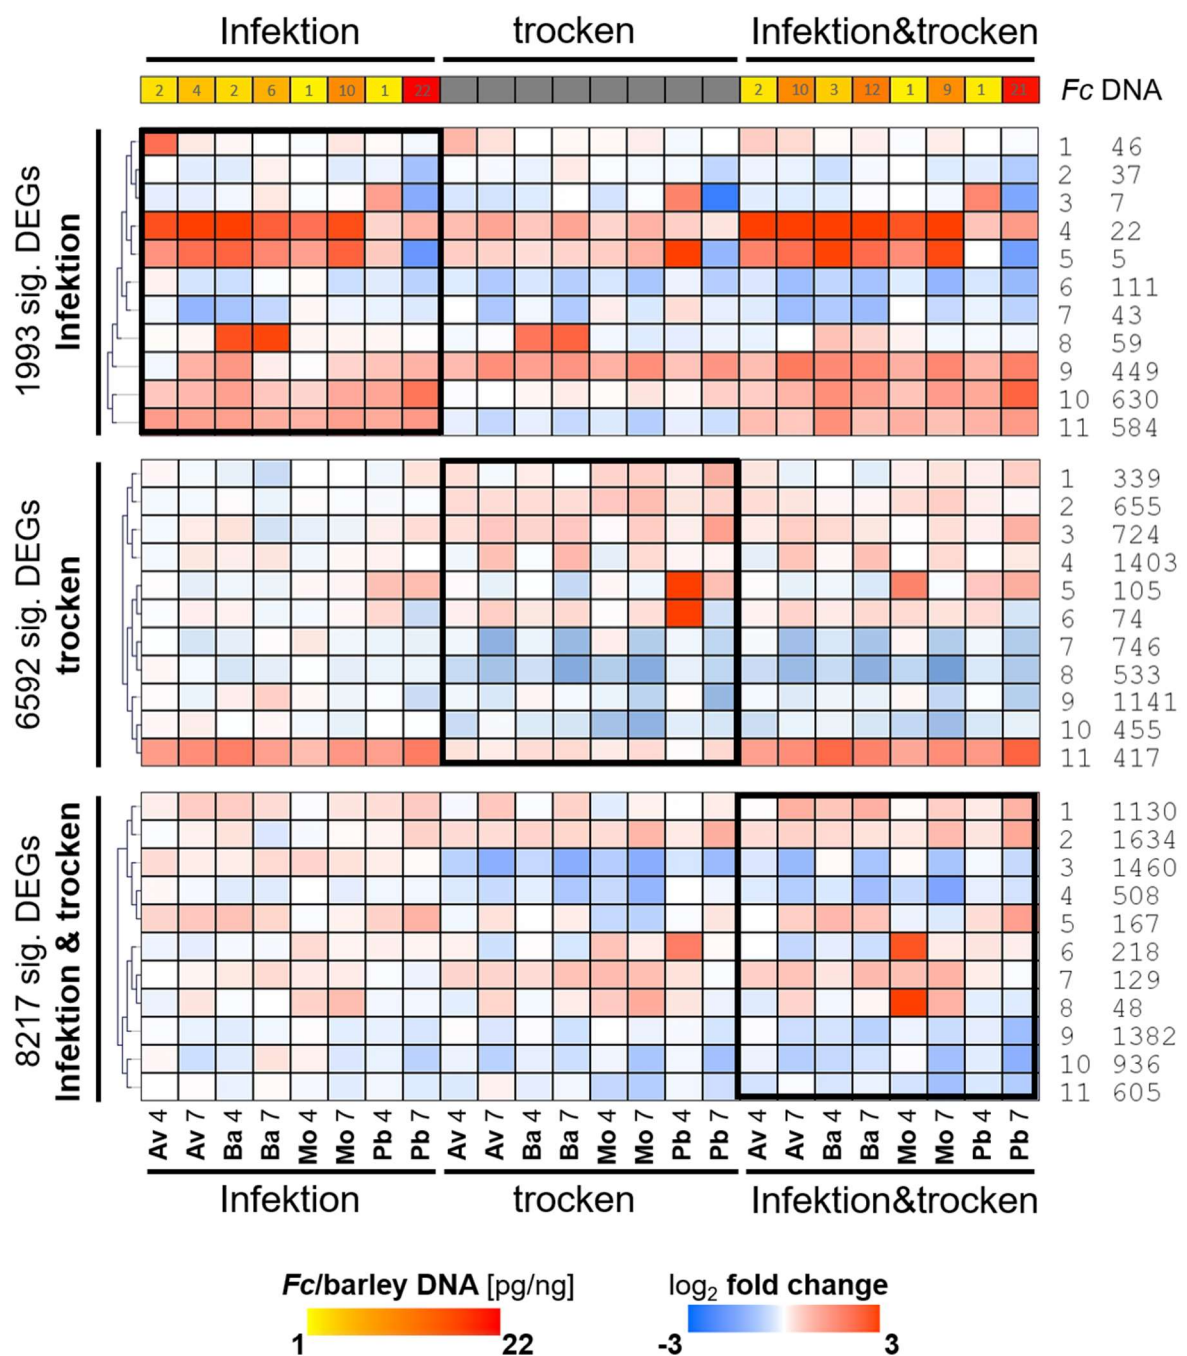 Infektion trocken Infektion&trocken
2 4 2 6 1 10 1 22 2 10 3 12 1 9 1 21 Fc DNA
1993 sig. DEGs
Infektion
1 46
2 37
3 7
4 22
5 5
6 111
7 43
8 59
9 449
10 630
11 584
6592 sig. DEGs
trocken
1 339
2 655
3 724
4 1403
5 105
6 74
7 746
8 533
9 1141
10 455
11 417
8217 sig. DEGs
Infektion & trocken
1 1130
2 1634
3 1460
4 508
5 167
6 218
7 129
8 48
9 1382
10 936
11 605
Av 4 Av 7 Ba 4 Ba 7 Mo 4 Mo 7 Pb 4 Pb 7 Av 4 Av 7 Ba 4 Ba 7 Mo 4 Mo 7 Pb 4 Pb 7 Av 4 Av 7 Ba 4 Ba 7 Mo 4 Mo 7 Pb 4 Pb 7
Infektion trocken Infektion&trocken
Fc/barley DNA [pg/ng] log₂ fold change
1 22 -3 3